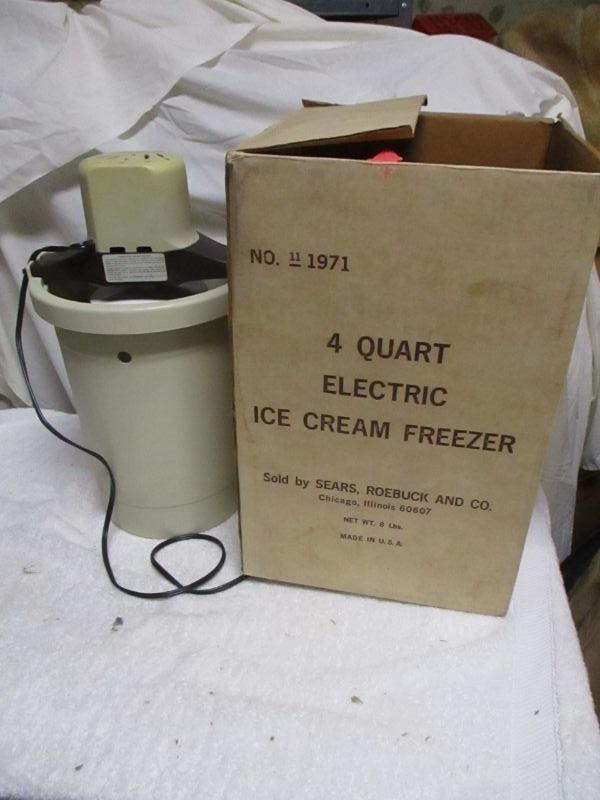 NO. 11 1971
4 QUART
ELECTRIC
ICE CREAM FREEZER
Sold by SEARS, ROEBUCK AND CO.
Chicago, Illinois 60607
NET WT. 8 Lbs.
MADE IN U.S.A.